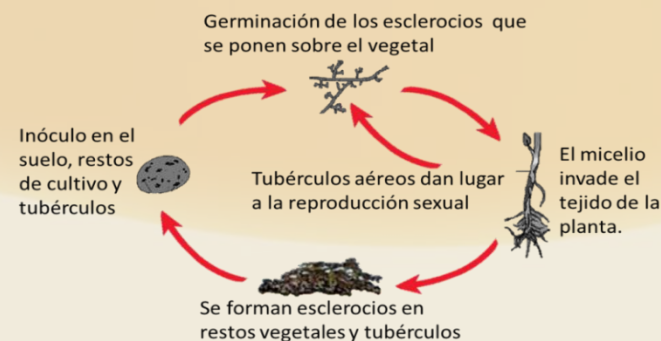 Germinación de los esclerocios que
se ponen sobre el vegetal
Inóculo en el
suelo, restos
de cultivo y
tubérculos
Tubérculos aéreos dan lugar
a la reproducción sexual
El micelio
invade el
tejido de la
planta.
Se forman esclerocios en
restos vegetales y tubérculos